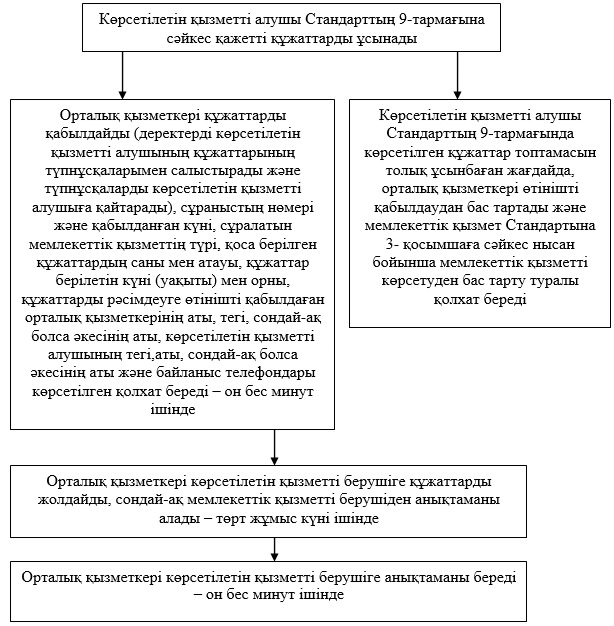 Көрсетілетін қызметті алушы Стандарттың 9-тармағына
сәйкес қажетті құжаттарды ұсынады
Орталық қызметкері құжаттарды
қабылдайды (деректерді көрсетілетін
қызметті алушының құжаттарының
түпнұсқаларымен салыстырады және
түпнұсқаларды көрсетілетін қызметті
алушыға қайтарады), сұраныстың нөмері
және қабылданған күні, сұралатын
мемлекеттік қызметтің түрі, қоса берілген
құжаттардың саны мен атауы, құжаттар
берілетін күні (уақыты) мен орны,
құжаттарды рәсімдеуге өтінішті қабылдаған
орталық қызметкерінің аты, тегі, сондай-ақ
болса әкесінің аты, көрсетілетін қызметті
алушының тегі,аты, сондай-ақ болса
әкесінің аты және байланыс телефондары
көрсетілген қолхат береді – он бес минут
ішінде
Көрсетілетін қызметті алушы
Стандарттың 9-тармағында
көрсетілген құжаттар топтамасын
толық ұсынбаған жағдайда,
орталық қызметкері өтінішті
қабылдаудан бас тартады және
мемлекеттік қызмет Стандартына
3- қосымшаға сәйкес нысан
бойынша мемлекеттік қызметті
көрсетуден бас тарту туралы
қолхат береді
Орталық қызметкері көрсетілетін қызметті берушіге құжаттарды
жолдайды, сондай-ақ мемлекеттік қызметті берушіден анықтаманы
алады – төрт жұмыс күні ішінде
Орталық қызметкері көрсетілетін қызметті берушіге анықтаманы береді
– он бес минут ішінде